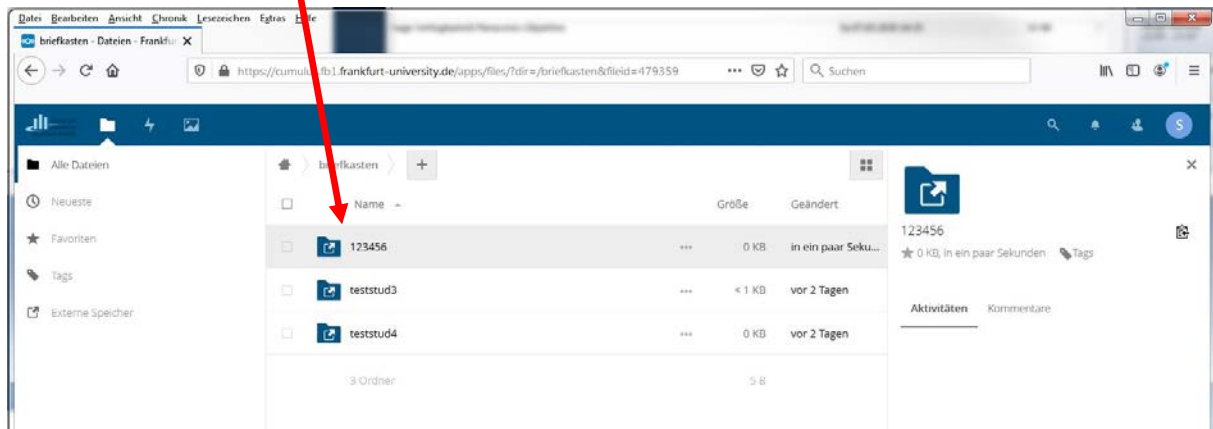 Datei Bearbeiten Ansicht Chronik Lesezeichen Extras Hilfe
briefkasten - Dateien - Frankfur
https://cumulus.fb1.frankfurt-university.de/apps/files/?dir=/briefkasten&fileid=479359
Suchen
S
Alle Dateien
briefkasten
+
Neueste
Name
Größe
Geändert
Favoriten
123456
0 KB
in ein paar Seku...
123456
0 KB, in ein paar Sekunden
Tags
Tags
teststud3
< 1 KB
vor 2 Tagen
Aktivitäten
Kommentare
Externe Speicher
teststud4
0 KB
vor 2 Tagen
3 Ordner
5 B